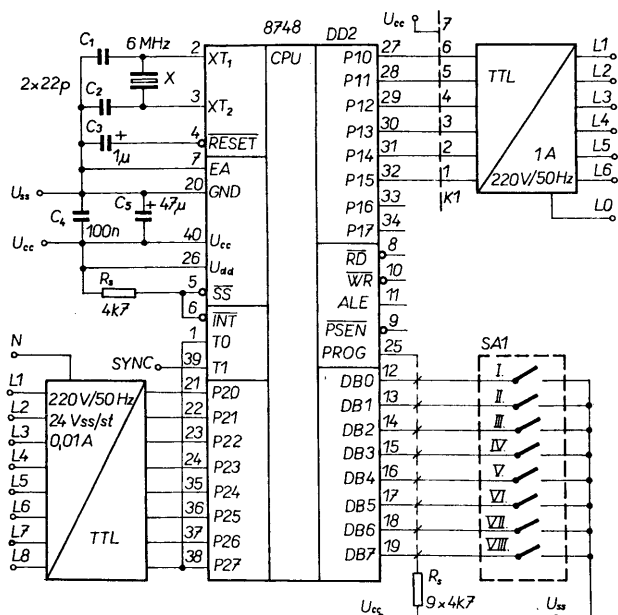 8748
DD2
CPU
C1
6 MHz
X
2×22p
C2
C3
+
1µ
2
XT1
3
XT2
4
RESET
7
EA
Uss
20
GND
C4
100n
C5
+ 47µ
Ucc
40
Ucc
26
Udd
Rs
4k7
5
SS
6
INT
1
T0
SYNC
39
T1
N
L1
L2
L3
L4
L5
L6
L7
L8
220V/50Hz
24 Vss/st
0,01A
TTL
21
P20
22
P21
23
P22
24
P23
35
P24
36
P25
37
P26
38
P27
Ucc
7
P10
27
6
P11
28
5
P12
29
4
P13
30
3
P14
31
2
P15
32
1
P16
33
P17
34
K1
TTL
1A
220V/50Hz
L1
L2
L3
L4
L5
L6
L0
RD
8
WR
10
ALE
11
PSEN
9
PROG
25
SA1
DB0
12
I.
DB1
13
II.
DB2
14
III.
DB3
15
IV.
DB4
16
V.
DB5
17
VI.
DB6
18
VII.
DB7
19
VIII.
Rs
9×4k7
Ucc
Uss